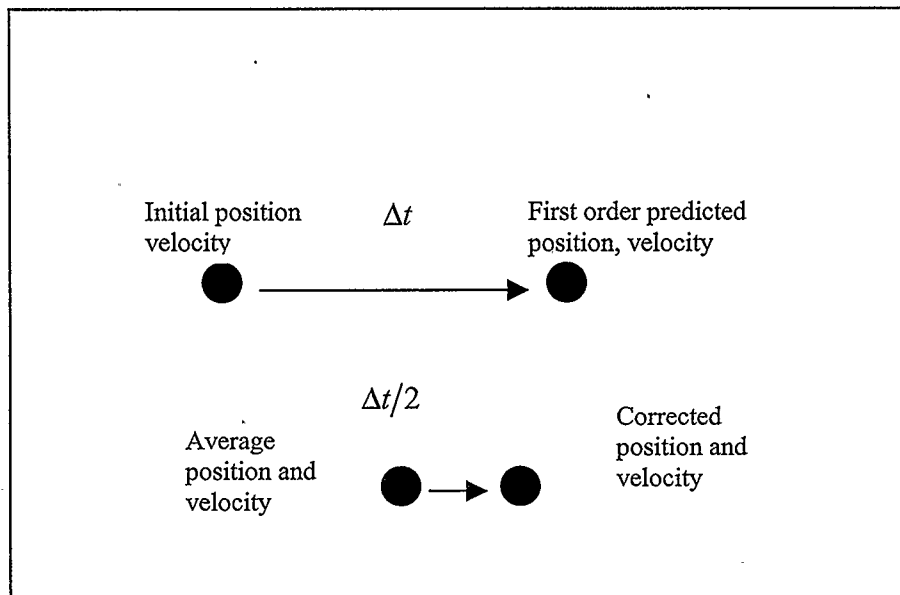 Initial position
velocity
Δt
First order predicted
position, velocity
Δt/2
Average
position and
velocity
Corrected
position and
velocity